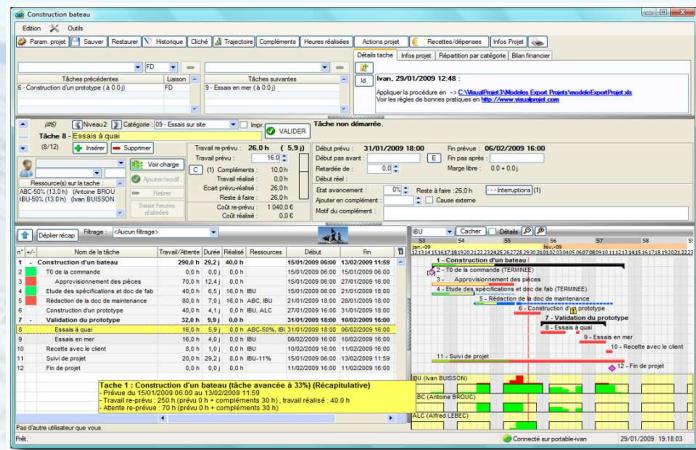 Construction bateau
Edition Outils
Param. projet Sauver Restaurer Historique Cliché Trajectoire Compléments Heures réalisées Actions projet Recettes/dépenses Infos Projet
Détails tache Infos projet Répartition par catégorie Bilan financier
FD
Tâches précédentes Liaison Tâches suivantes
6 - Construction d'un prototype ( à 0.0 j) FD 9 - Essais en mer ( à 0.0 j)
Id Ivan, 29/01/2009 12:48 :
Appliquer la procédure en -> C:\VisualProjet3\Modeles Export Projets\modeleExportProjet.xls
Voir les règles de bonnes pratiques en http://www.visualprojet.com
Niveau2 Catégorie : 09 - Essais sur site Impr. VALIDER Tâche non démarrée.
Tâche 8 - Essais à quai
(8/12) Insérer Supprimer
Travail re-prévu : 26,0 h ( 5,9 j) Début prévu : 31/01/2009 18:00 Fin prévue : 06/02/2009 16:00
Voir charge Travail prévu : 16.0 Début pas avant : E Fin pas après :
C (1) Compléments : 10,0 h Retardée de : 0,0 Marge libre : 0.0 + 0.0 j
Ajouter/modif. Travail réalisé : 0.0 h Début réel :
Ressource(s) sur la tache :
ABC-50% (13.0 h) (Antoine BROU
IBU-50% (13.0 h) (Ivan BUISSON
Retirer
Saisie heures réalisées
Ecart prévu-réalisé : 26,0 h Etat avancement : 0% Reste à faire : 26,0 h Interruptions (1)
Reste à faire : 26,0 h Ajouter en complément : Cause externe
Coût re-prévu : 1 040,0 € Motif du complément :
Coût réalisé : 0.0 €
Déplier récap Filtrage : <Aucun filtrage> IBU Cacher Détails
53 54 55 56 57 58
jan.-09 fév.-09
n° +/- Nom de la tâche Travail/Attente Durée Réalisé Ressources Début Fin
1 - Construction d'un bateau 290,0 h 29,2 j 40,0 h 15/01/2009 06:00 13/02/2009 11:59
2 T0 de la commande 0,0 h 0,0 j 0,0 h 15/01/2009 06:00 15/01/2009 06:00
3 Approvisionnement des pièces 70,0 h 12,4 j 0,0 h 15/01/2009 06:00 27/01/2009 16:00
4 Etude des spécifications et doc de fab 40,0 h 6,5 j 16,0 h IBU 15/01/2009 06:00 21/01/2009 18:00
5 Rédaction de la doc de maintenance 80,0 h 7,0 j 16,0 h ABC, IBU 21/01/2009 18:00 28/01/2009 18:00
6 Construction d'un prototype 40,0 h 4,1 j 0,0 h IBU, ALC 27/01/2009 16:00 31/01/2009 18:00
7 - Validation du prototype 32,0 h 9,9 j 0,0 h 31/01/2009 18:00 10/02/2009 16:00
8 Essais à quai 16,0 h 5,9 j 0,0 h ABC-50%, IBI 31/01/2009 18:00 06/02/2009 16:00
9 Essais en mer 16,0 h 4,0 j 0,0 h IBU 06/02/2009 16:00 10/02/2009 16:00
10 Recette avec le client 8,0 h 1,0 j 0,0 h IBU 10/02/2009 16:00 11/02/2009 16:00
11 Suivi de projet 20,0 h 29,2 j 8,0 h IBU-11% 15/01/2009 06:00 13/02/2009 11:59
12 Fin de projet 0,0 h 0,0 j 0,0 h 11/02/2009 16:00 11/02/2009 16:00
1 - Construction d'un bateau
2 - T0 de la commande (TERMINEE)
3 - Approvisionnement des pièces
4 - Etude des spécifications et doc de fab (TERMINEE)
5 - Rédaction de la doc de maintenance
6 - Construction d'un prototype
7 - Validation du prototype
8 - Essais à quai
9 - Essais en mer
10 - Recette avec le client
11 - Suivi de projet
12 - Fin de projet
Tache 1 : Construction d'un bateau (tâche avancée à 33%) (Récapitulative)
- Prévue du 15/01/2009 06:00 au 13/02/2009 11:59
- Travail re-prévu : 250 h (prévu 0 h + compléments 30 h) , travail réalisé : 40.0 h
- Attente re-prévue : 70 h (prévu 0 h + compléments 0 h)
IBU (Ivan BUISSON)
ABC (Antoine BROUC)
ALC (Alfred LEBEC)
Pas d'autre utilisateur que vous.
Prêt. Connecté sur portable-ivan 29/01/2009 19:18:03